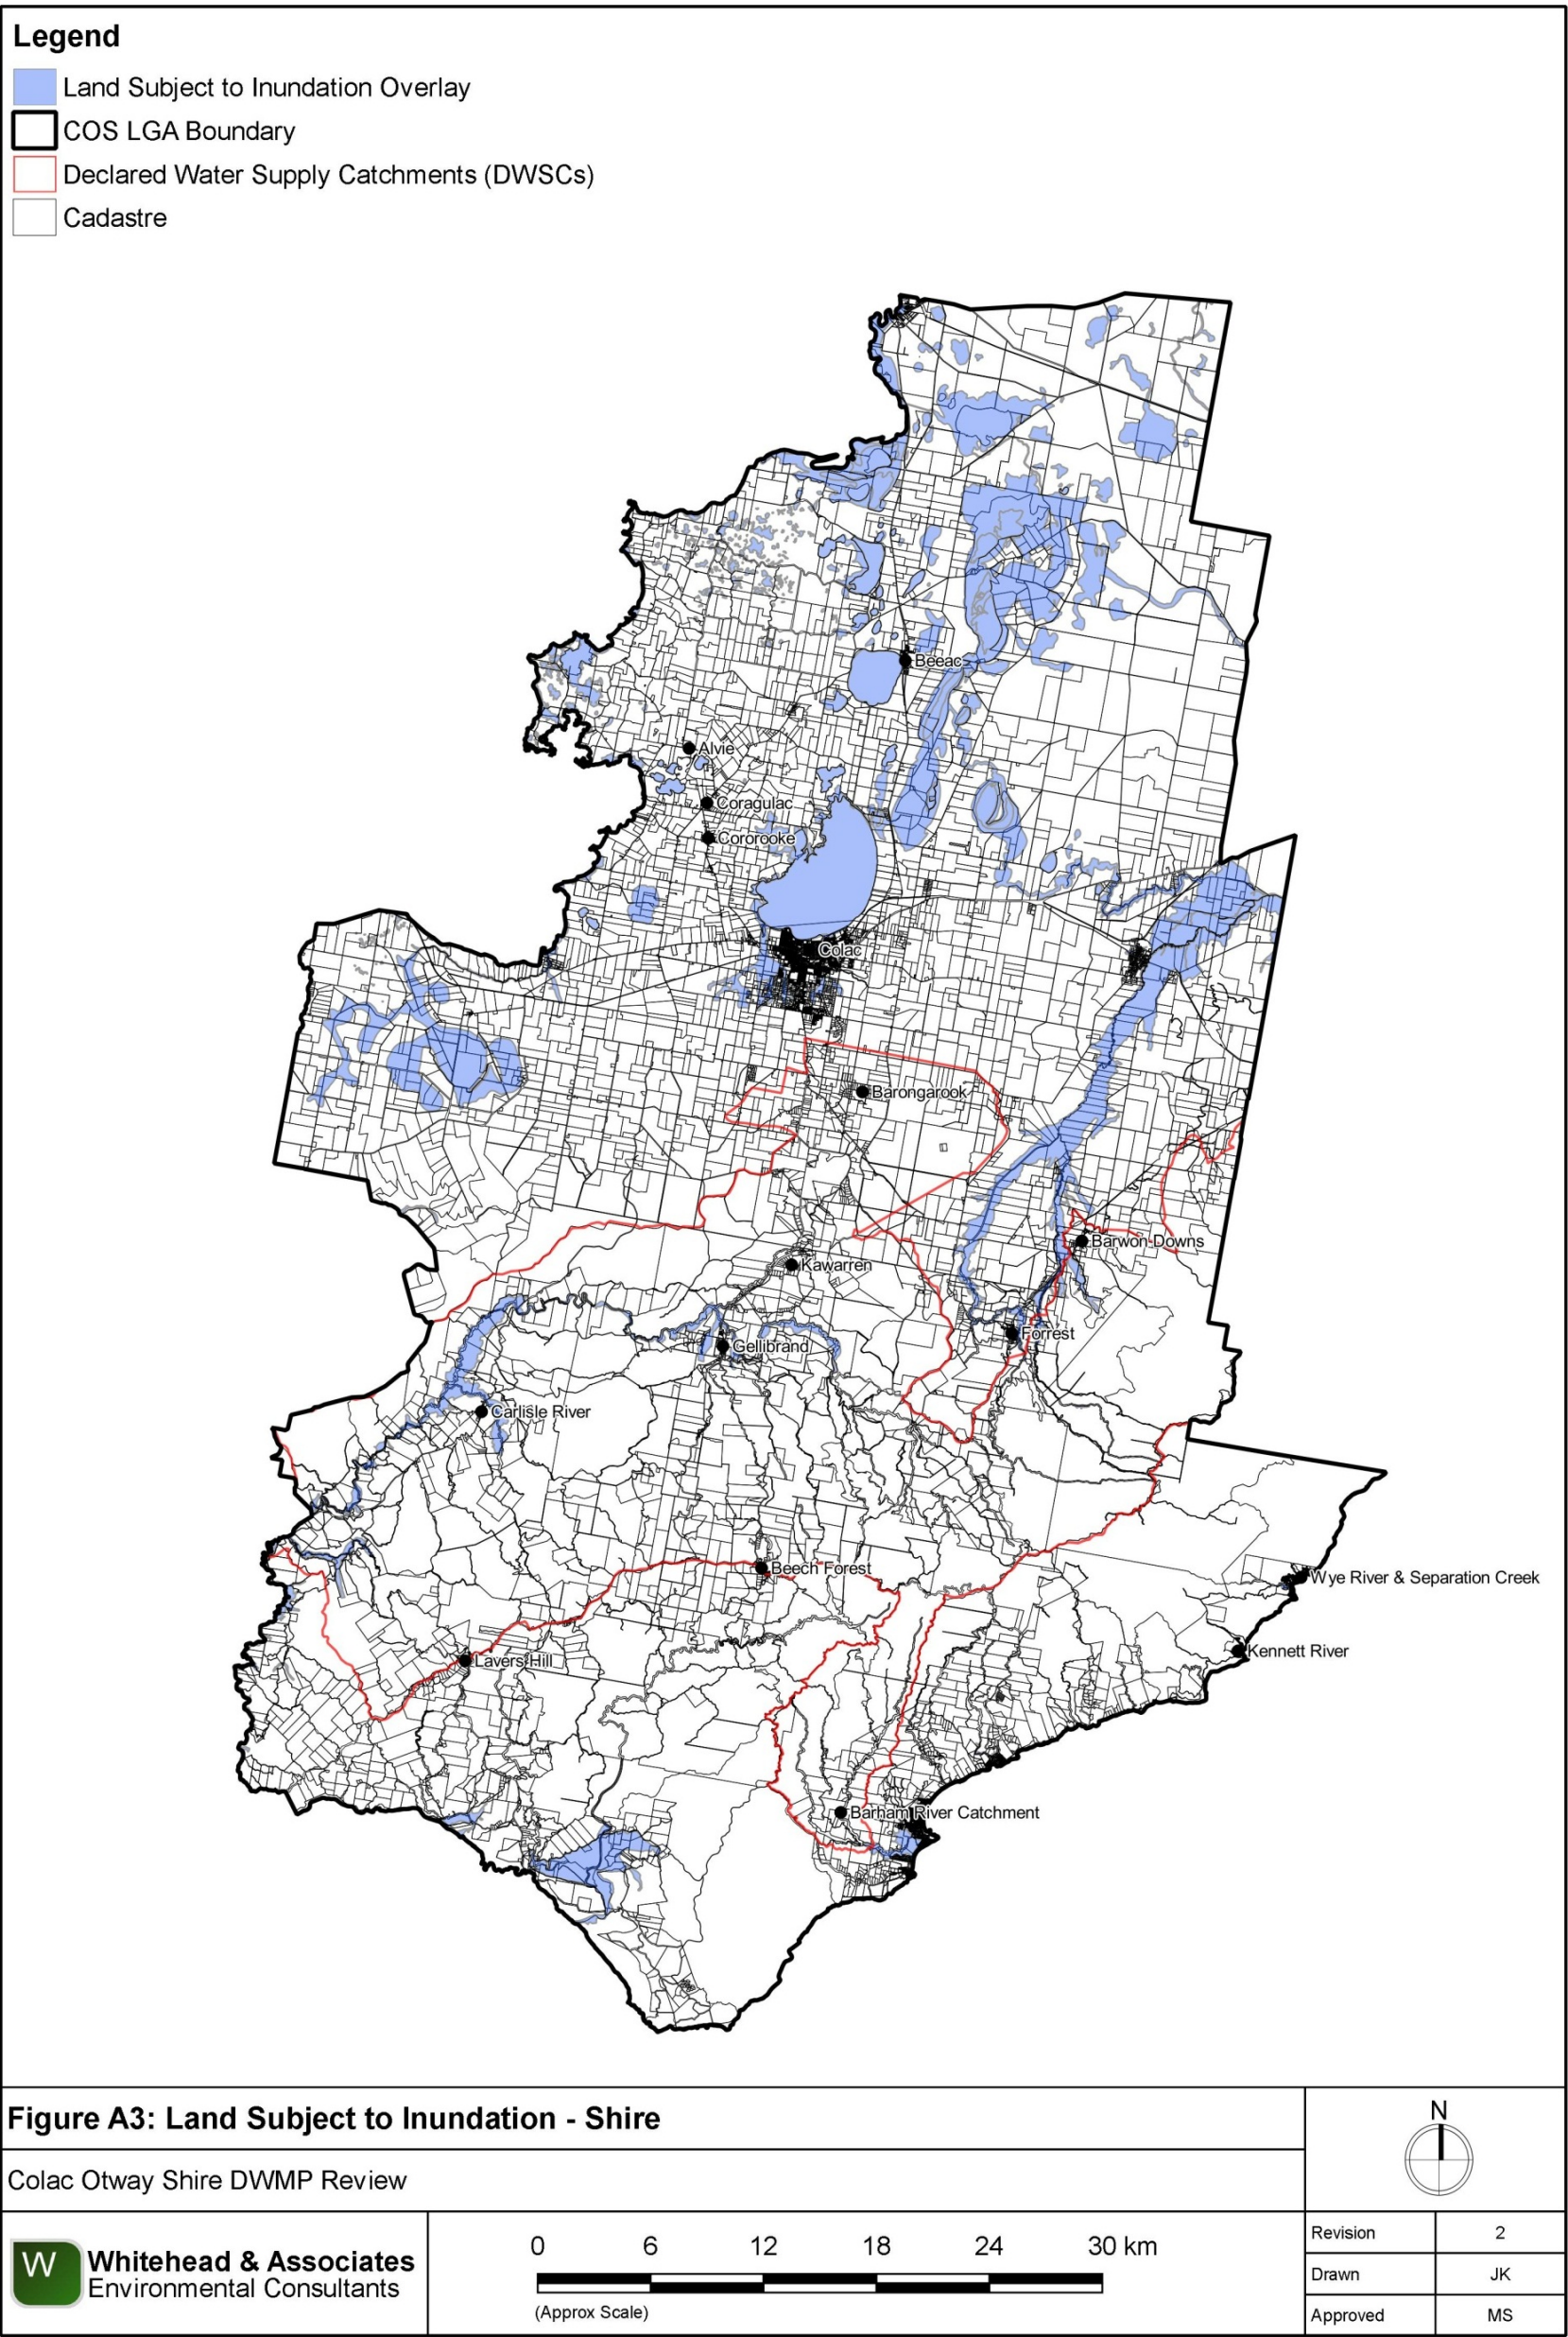 Legend
Land Subject to Inundation Overlay
COS LGA Boundary
Declared Water Supply Catchments (DWSCs)
Cadastre
Beeac
Alvie
Coragulac
Cororooke
Colac
Barongarook
Barwon Downs
Kawarren
Forrest
Gellibrand
Carlisle River
Beech Forest
Wye River & Separation Creek
Kennett River
Lavers Hill
Barham River Catchment
Figure A3: Land Subject to Inundation - Shire
N
Colac Otway Shire DWMP Review
W
Whitehead & Associates
Environmental Consultants
0 6 12 18 24 30 km
(Approx Scale)
Revision 2
Drawn JK
Approved MS